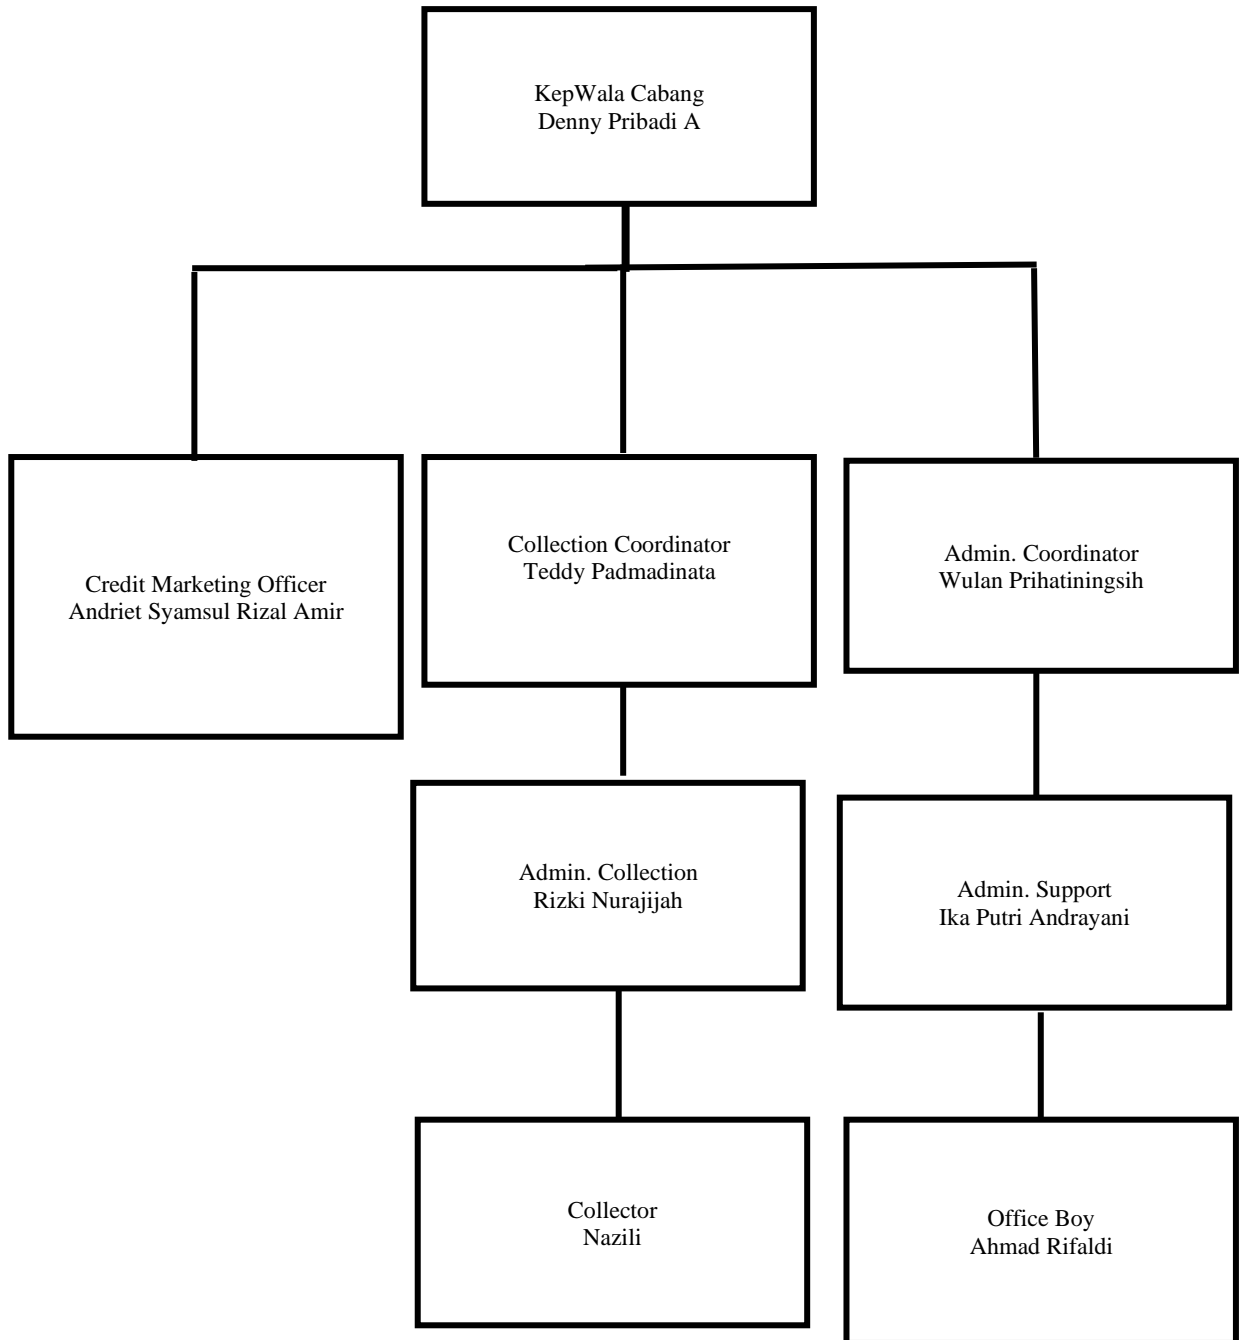 KepWala Cabang
Denny Pribadi A
Credit Marketing Officer
Andriet Syamsul Rizal Amir
Collection Coordinator
Teddy Padmadinata
Admin. Coordinator
Wulan Prihatiningsih
Admin. Collection
Rizki Nurajijah
Admin. Support
Ika Putri Andrayani
Collector
Nazili
Office Boy
Ahmad Rifaldi